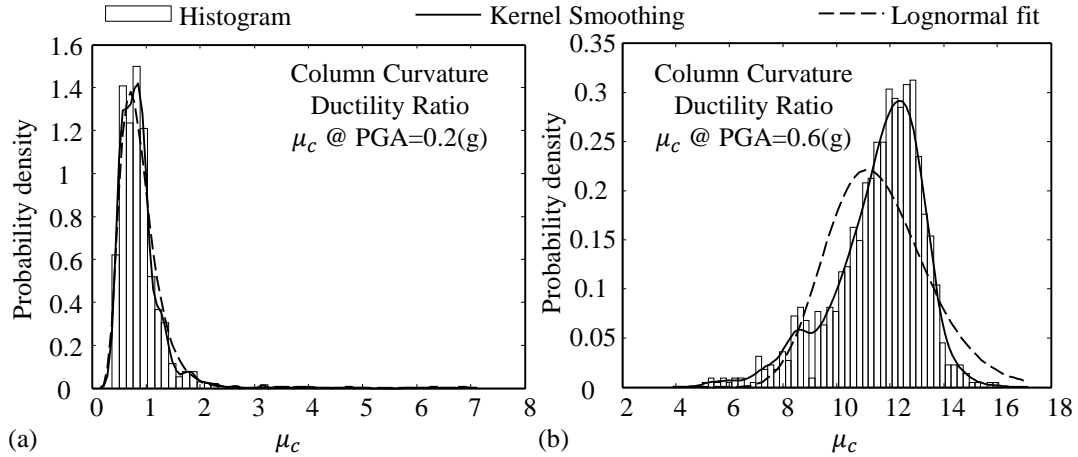 Histogram Kernel Smoothing Lognormal fit
1.6
1.4
1.2
1
0.8
0.6
0.4
0.2
0
Probability density
Column Curvature
Ductility Ratio
μc @ PGA=0.2(g)
0 1 2 3 4 5 6 7 8
(a) μc
0.35
0.3
0.25
0.2
0.15
0.1
0.05
0
Probability density
Column Curvature
Ductility Ratio
μc @ PGA=0.6(g)
2 4 6 8 10 12 14 16 18
(b) μc